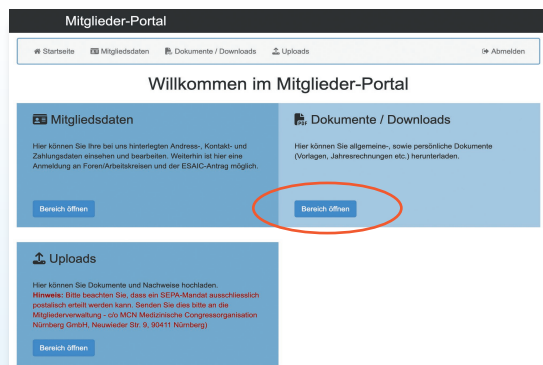 Mitglieder-Portal
Startseite Mitgliedsdaten Dokumente / Downloads Uploads Abmelden
Willkommen im Mitglieder-Portal
Mitgliedsdaten
Hier können Sie Ihre bei uns hinterlegten Andress-, Kontakt- und
Zahlungsdaten einsehen und bearbeiten. Weiterhin ist hier eine
Anmeldung an Foren/Arbeitskreisen und der ESAIC-Antrag möglich.
Bereich öffnen
Dokumente / Downloads
Hier können Sie allgemeine-, sowie persönliche Dokumente
(Vorlagen, Jahresrechnungen etc.) herunterladen.
Bereich öffnen
Uploads
Hier können Sie Dokumente und Nachweise hochladen.
Hinweis: Bitte beachten Sie, dass ein SEPA-Mandat ausschliesslich
postalisch erteilt werden kann. Senden Sie dies bitte an die
Mitgliederverwaltung - c/o MCN Medizinische Congressorganisation
Nürnberg GmbH, Neuwieder Str. 9, 90411 Nürnberg)
Bereich öffnen